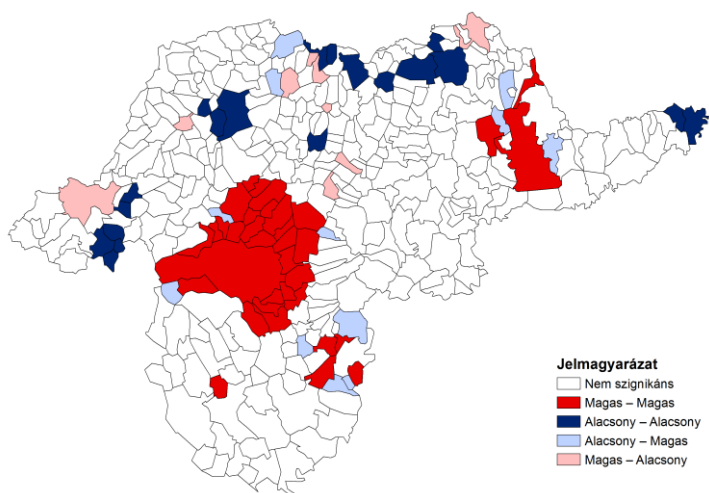 Jelmagyarázat
Nem szignikáns
Magas – Magas
Alacsony – Alacsony
Alacsony – Magas
Magas – Alacsony